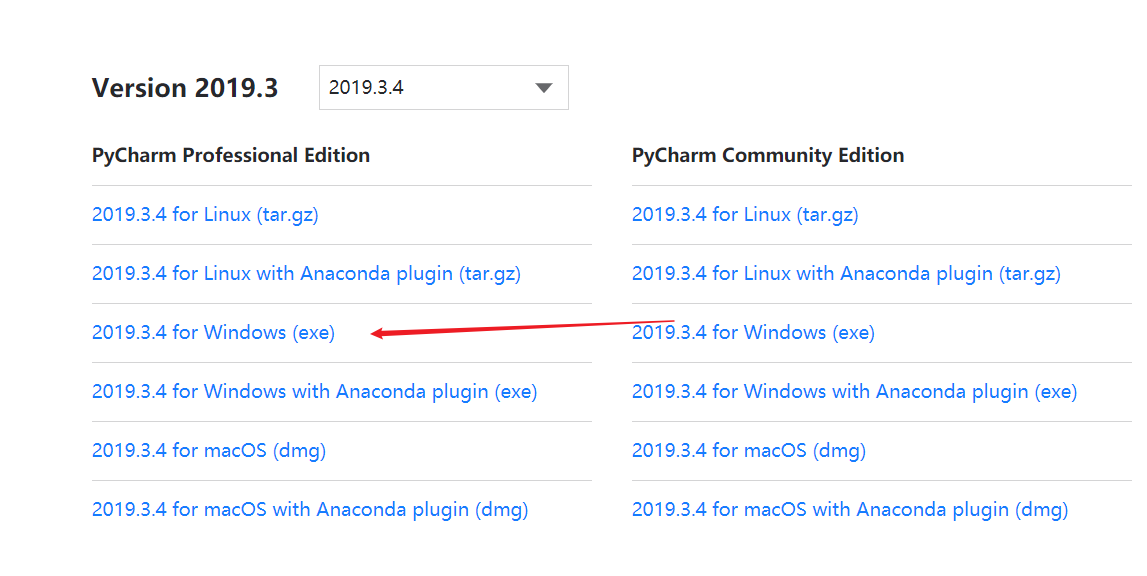 Version 2019.3
2019.3.4
PyCharm Professional Edition
2019.3.4 for Linux (tar.gz)
2019.3.4 for Linux with Anaconda plugin (tar.gz)
2019.3.4 for Windows (exe)
2019.3.4 for Windows with Anaconda plugin (exe)
2019.3.4 for macOS (dmg)
2019.3.4 for macOS with Anaconda plugin (dmg)
PyCharm Community Edition
2019.3.4 for Linux (tar.gz)
2019.3.4 for Linux with Anaconda plugin (tar.gz)
2019.3.4 for Windows (exe)
2019.3.4 for Windows with Anaconda plugin (exe)
2019.3.4 for macOS (dmg)
2019.3.4 for macOS with Anaconda plugin (dmg)